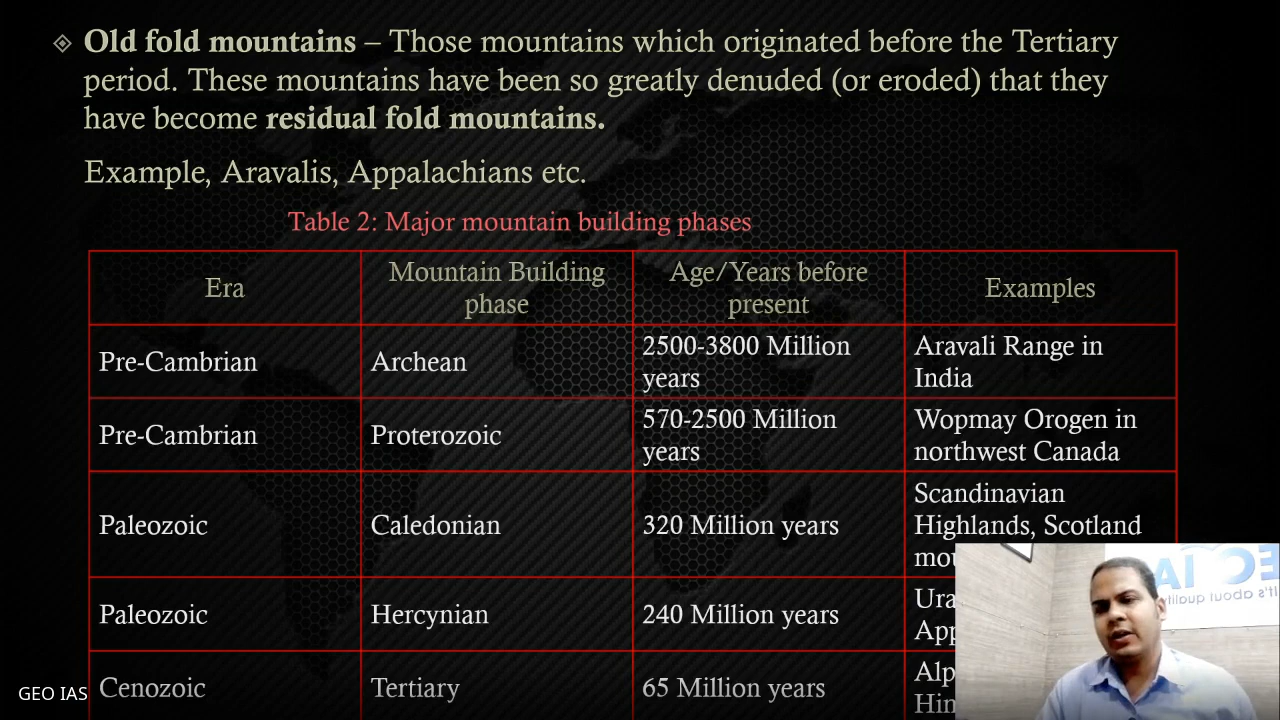 Old fold mountains – Those mountains which originated before the Tertiary
period. These mountains have been so greatly denuded (or eroded) that they
have become residual fold mountains.
Example, Aravalis, Appalachians etc.
Table 2: Major mountain building phases
Era
Mountain Building
phase
Age/Years before
present
Examples
Pre-Cambrian
Archean
2500-3800 Million
years
Aravali Range in
India
Pre-Cambrian
Proterozoic
570-2500 Million
years
Wopmay Orogen in
northwest Canada
Paleozoic
Caledonian
320 Million years
Scandinavian
Highlands, Scotland
Paleozoic
Hercynian
240 Million years
Cenozoic
Tertiary
65 Million years
GEO IAS
It's about quality